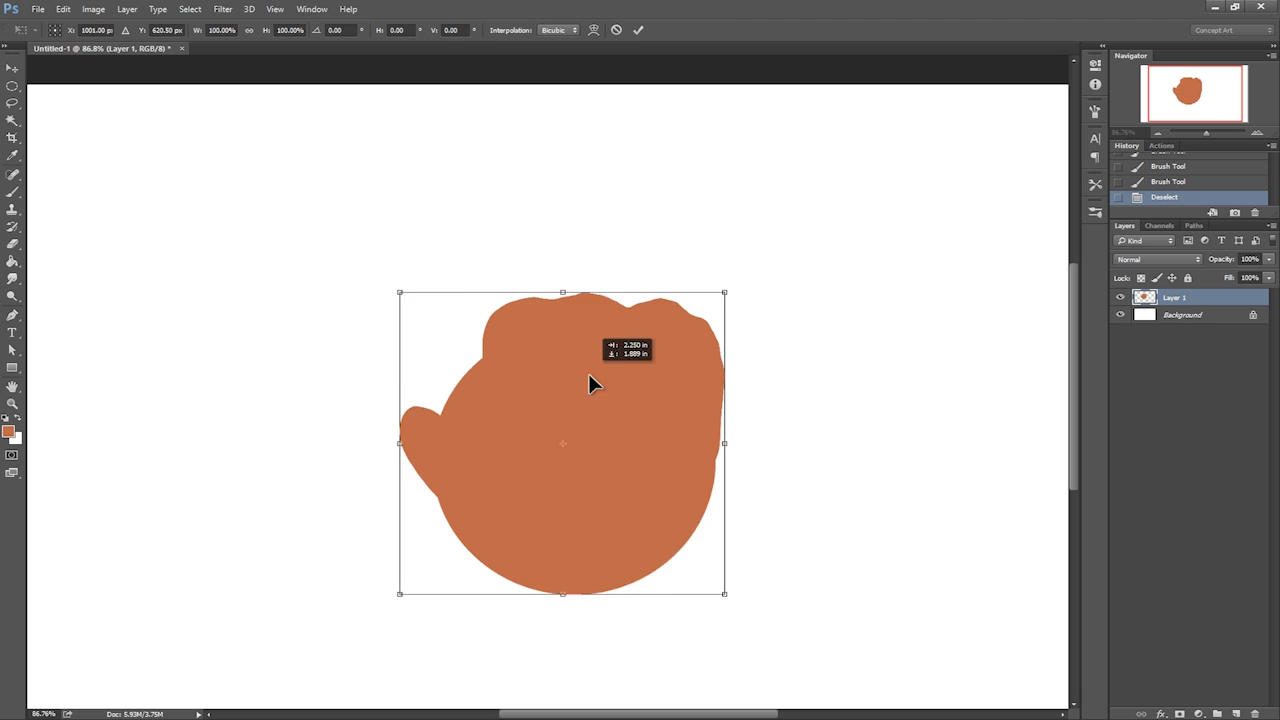 Ps File Edit Image Layer Type Select Filter 3D View Window Help
X: 1001.00 p Y: 620.50 px W: 100.00% H: 100.00% 0.00 ° H: 0.00 ° V: 0.00 ° Interpolation: Bicubic Concept Art
Untitled-1 @ 86.8% (Layer 1, RGB/8) * ×
Navigator
86.76%
History Actions
Brush Tool
Brush Tool
Deselect
Layers Channels Paths
Kind T
Normal Opacity: 100%
Lock: Fill: 100%
Layer 1
Background
2.250 in
1.889 in
86.76% Doc: 5.93M/3.75M